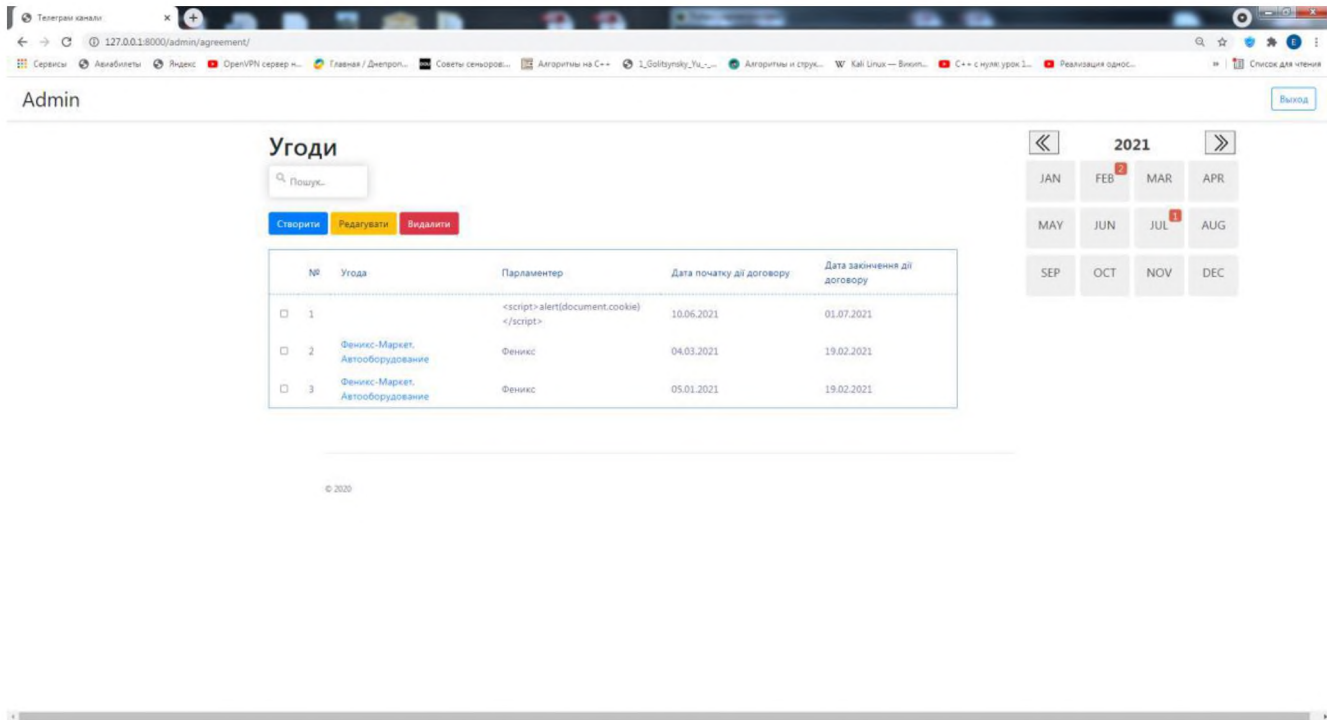 Телеграм канали
127.0.0.1:8000/admin/agreement/
Сервисы Авиабилеты Яндекс OpenVPN сервер н... Главная / Днепроп... Советы сеньоров:... Алгоритмы на C++ 1_Golitsynsky_Yu_-_... Алгоритмы и струк... Kali Linux — Викип... C++ с нуля: урок 1... Реализация однос... Список для чтения
Admin
Выход
Угоди
Пошук..
Створити Редагувати Видалити
№ Угода Парламентер Дата початку дії договору Дата закінчення дії
договору
1 <script>alert(document.cookie) 10.06.2021 01.07.2021
</script>
2 Феникс-Маркет. Феникс 04.03.2021 19.02.2021
Автооборудование
3 Феникс-Маркет. Феникс 05.01.2021 19.02.2021
Автооборудование
2021
JAN FEB 2 MAR APR
MAY JUN JUL 1 AUG
SEP OCT NOV DEC
© 2020